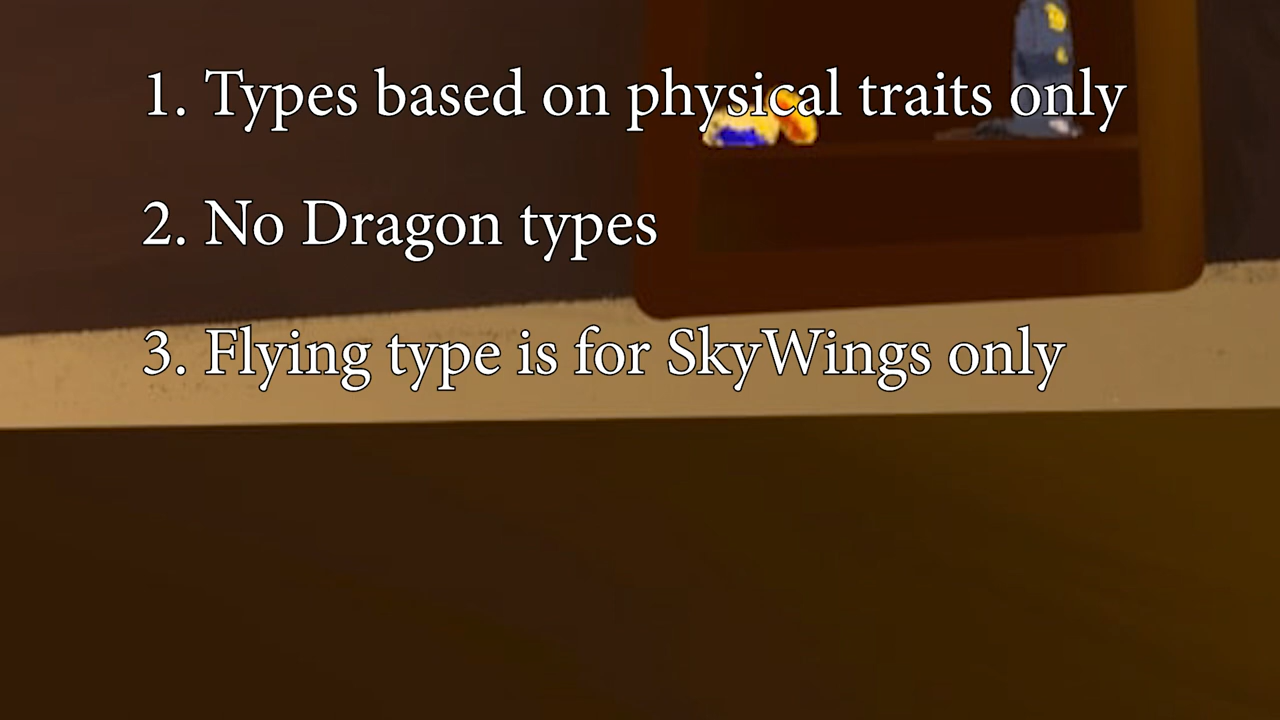 1. Types based on physical traits only
2. No Dragon types
3. Flying type is for SkyWings only